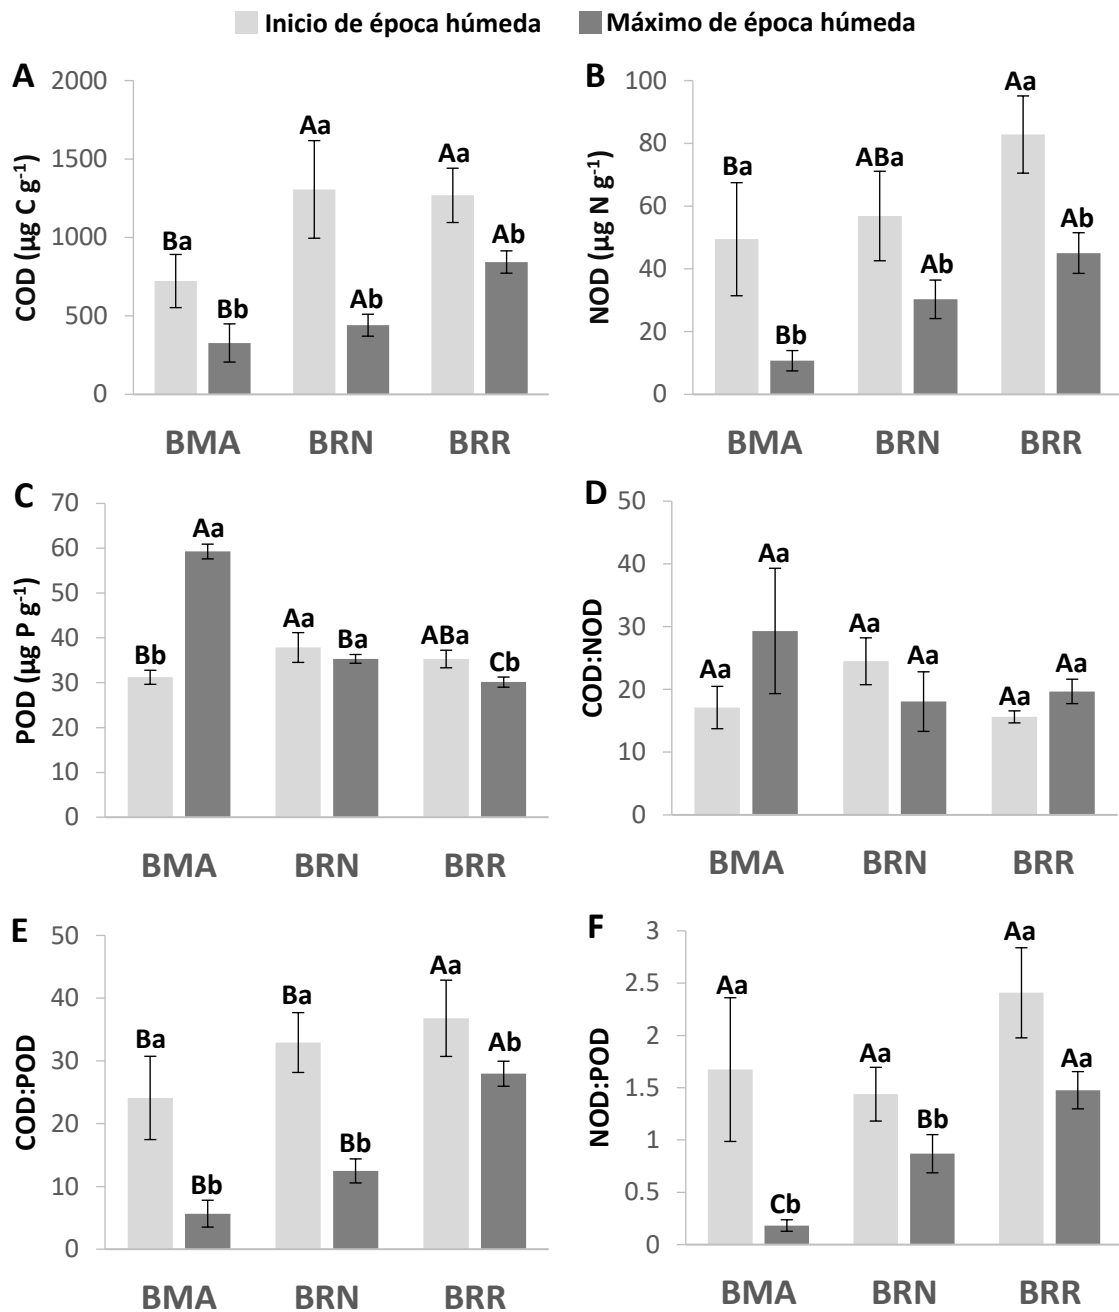 Inicio de época húmeda Máximo de época húmeda
A
COD (µg C g⁻¹)
2000
1500
1000
500
0
Ba Bb Aa Ab Aa Ab
BMA BRN BRR
B
NOD (µg N g⁻¹)
100
80
60
40
20
0
Ba Bb ABa Ab Aa Ab
BMA BRN BRR
C
POD (µg P g⁻¹)
70
60
50
40
30
20
10
0
Bb Aa Aa Ba ABa Cb
BMA BRN BRR
D
COD:NOD
50
40
30
20
10
0
Aa Aa Aa Aa Aa Aa
BMA BRN BRR
E
COD:POD
50
40
30
20
10
0
Ba Bb Ba Bb Aa Ab
BMA BRN BRR
F
NOD:POD
3
2.5
2
1.5
1
0.5
0
Aa Cb Aa Bb Aa Aa
BMA BRN BRR